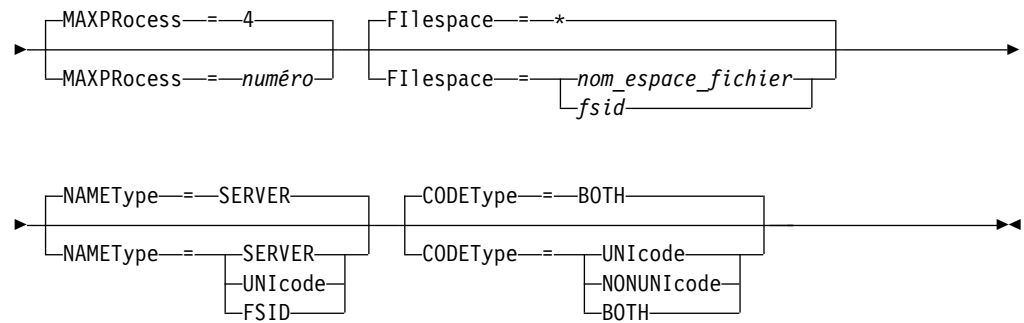 MAXPRocess = 4 FIlespace = *
MAXPRocess = numéro FIlespace = nom_espace_fichier
fsid
NAMEType = SERVER CODEType = BOTH
NAMEType = SERVER CODEType = UNIcode
UNIcode NONUNIcode
FSID BOTH